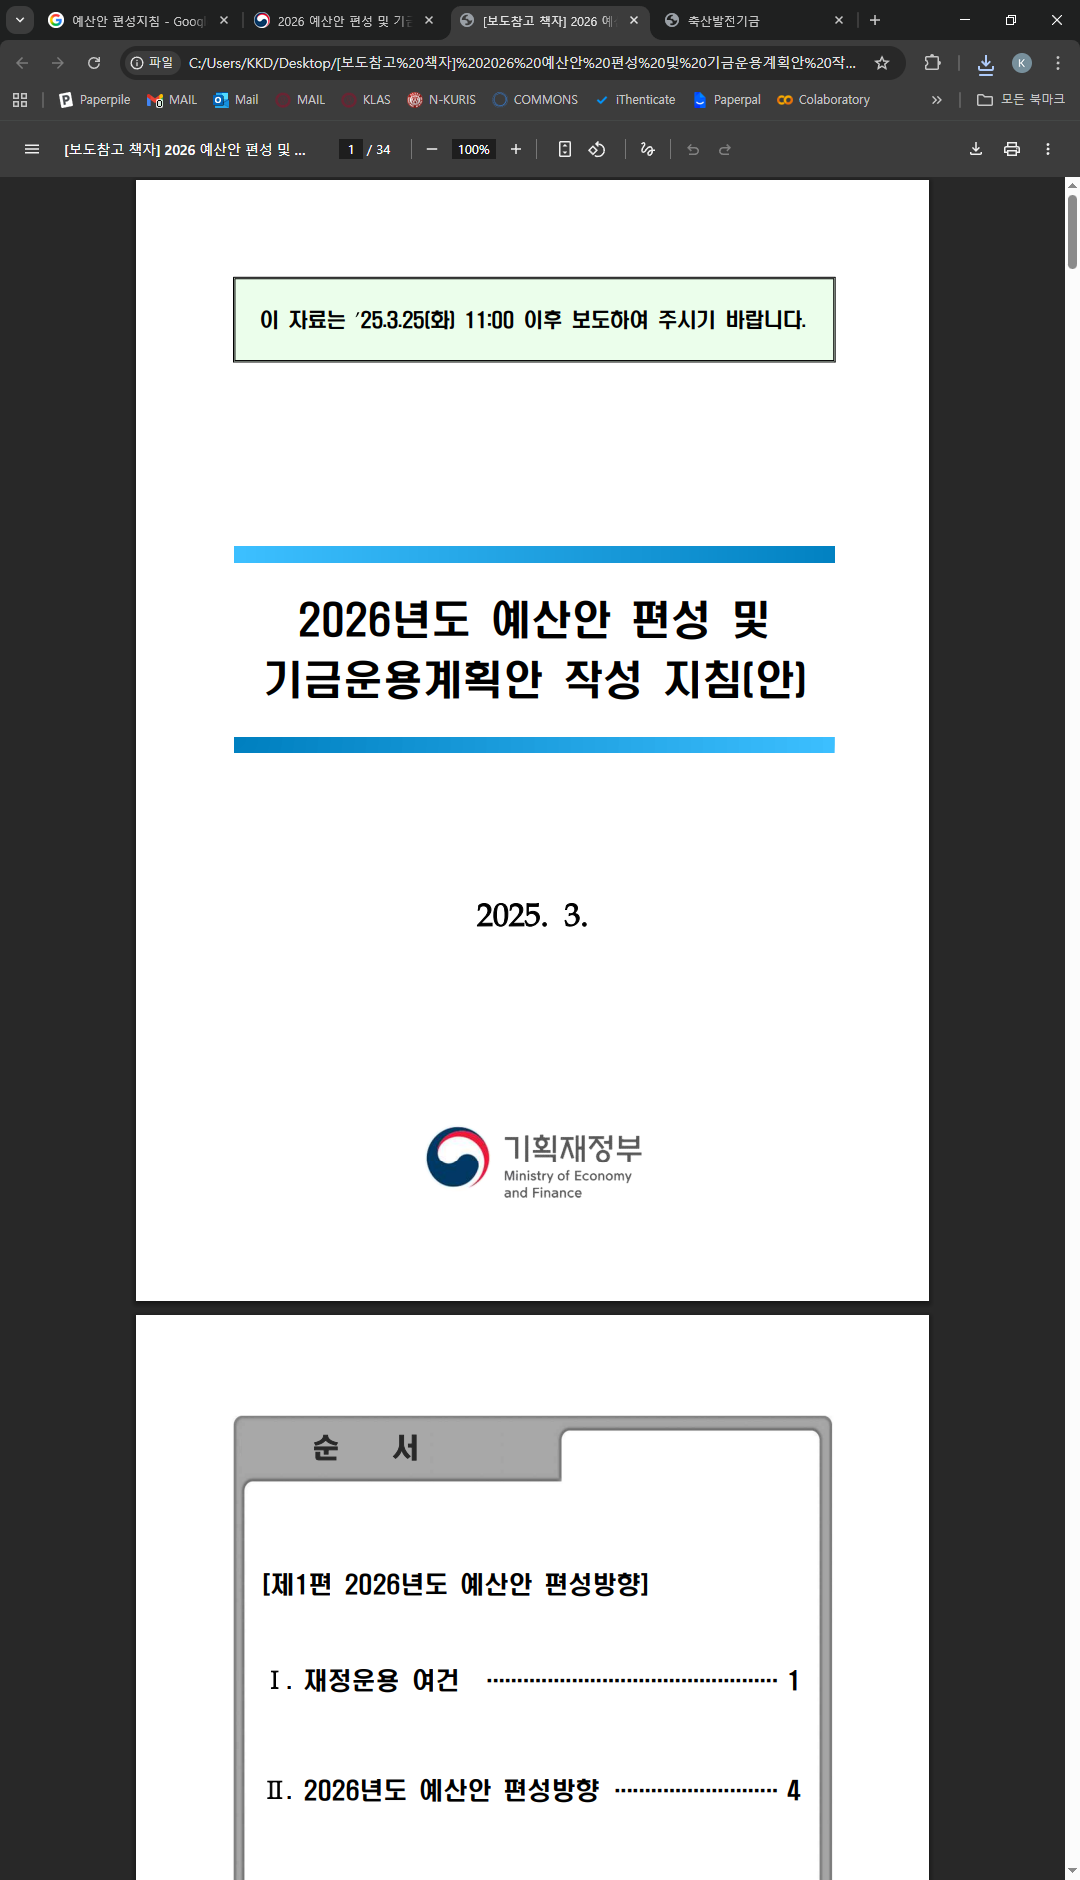 예산안 편성지침 - Goog
2026 예산안 편성 및 기금
[보도참고 책자] 2026 예
축산발전기금
파일
C:/Users/KKD/Desktop/[보도참고%20책자]%202026%20예산안%20편성%20및%20기금운용계획안%20작...
K
Paperpile
MAIL
Mail
MAIL
KLAS
N-KURIS
COMMONS
iThenticate
Paperpal
Colaboratory
»
모든 북마크
[보도참고 책자] 2026 예산안 편성 및 ...
1 / 34
100%
이 자료는 ′25.3.25(화) 11:00 이후 보도하여 주시기 바랍니다.
2026년도 예산안 편성 및
기금운용계획안 작성 지침(안)
2025. 3.
기획재정부
Ministry of Economy
and Finance
순 서
[제1편 2026년도 예산안 편성방향]
Ⅰ. 재정운용 여건 ················································ 1
Ⅱ. 2026년도 예산안 편성방향 ··························· 4